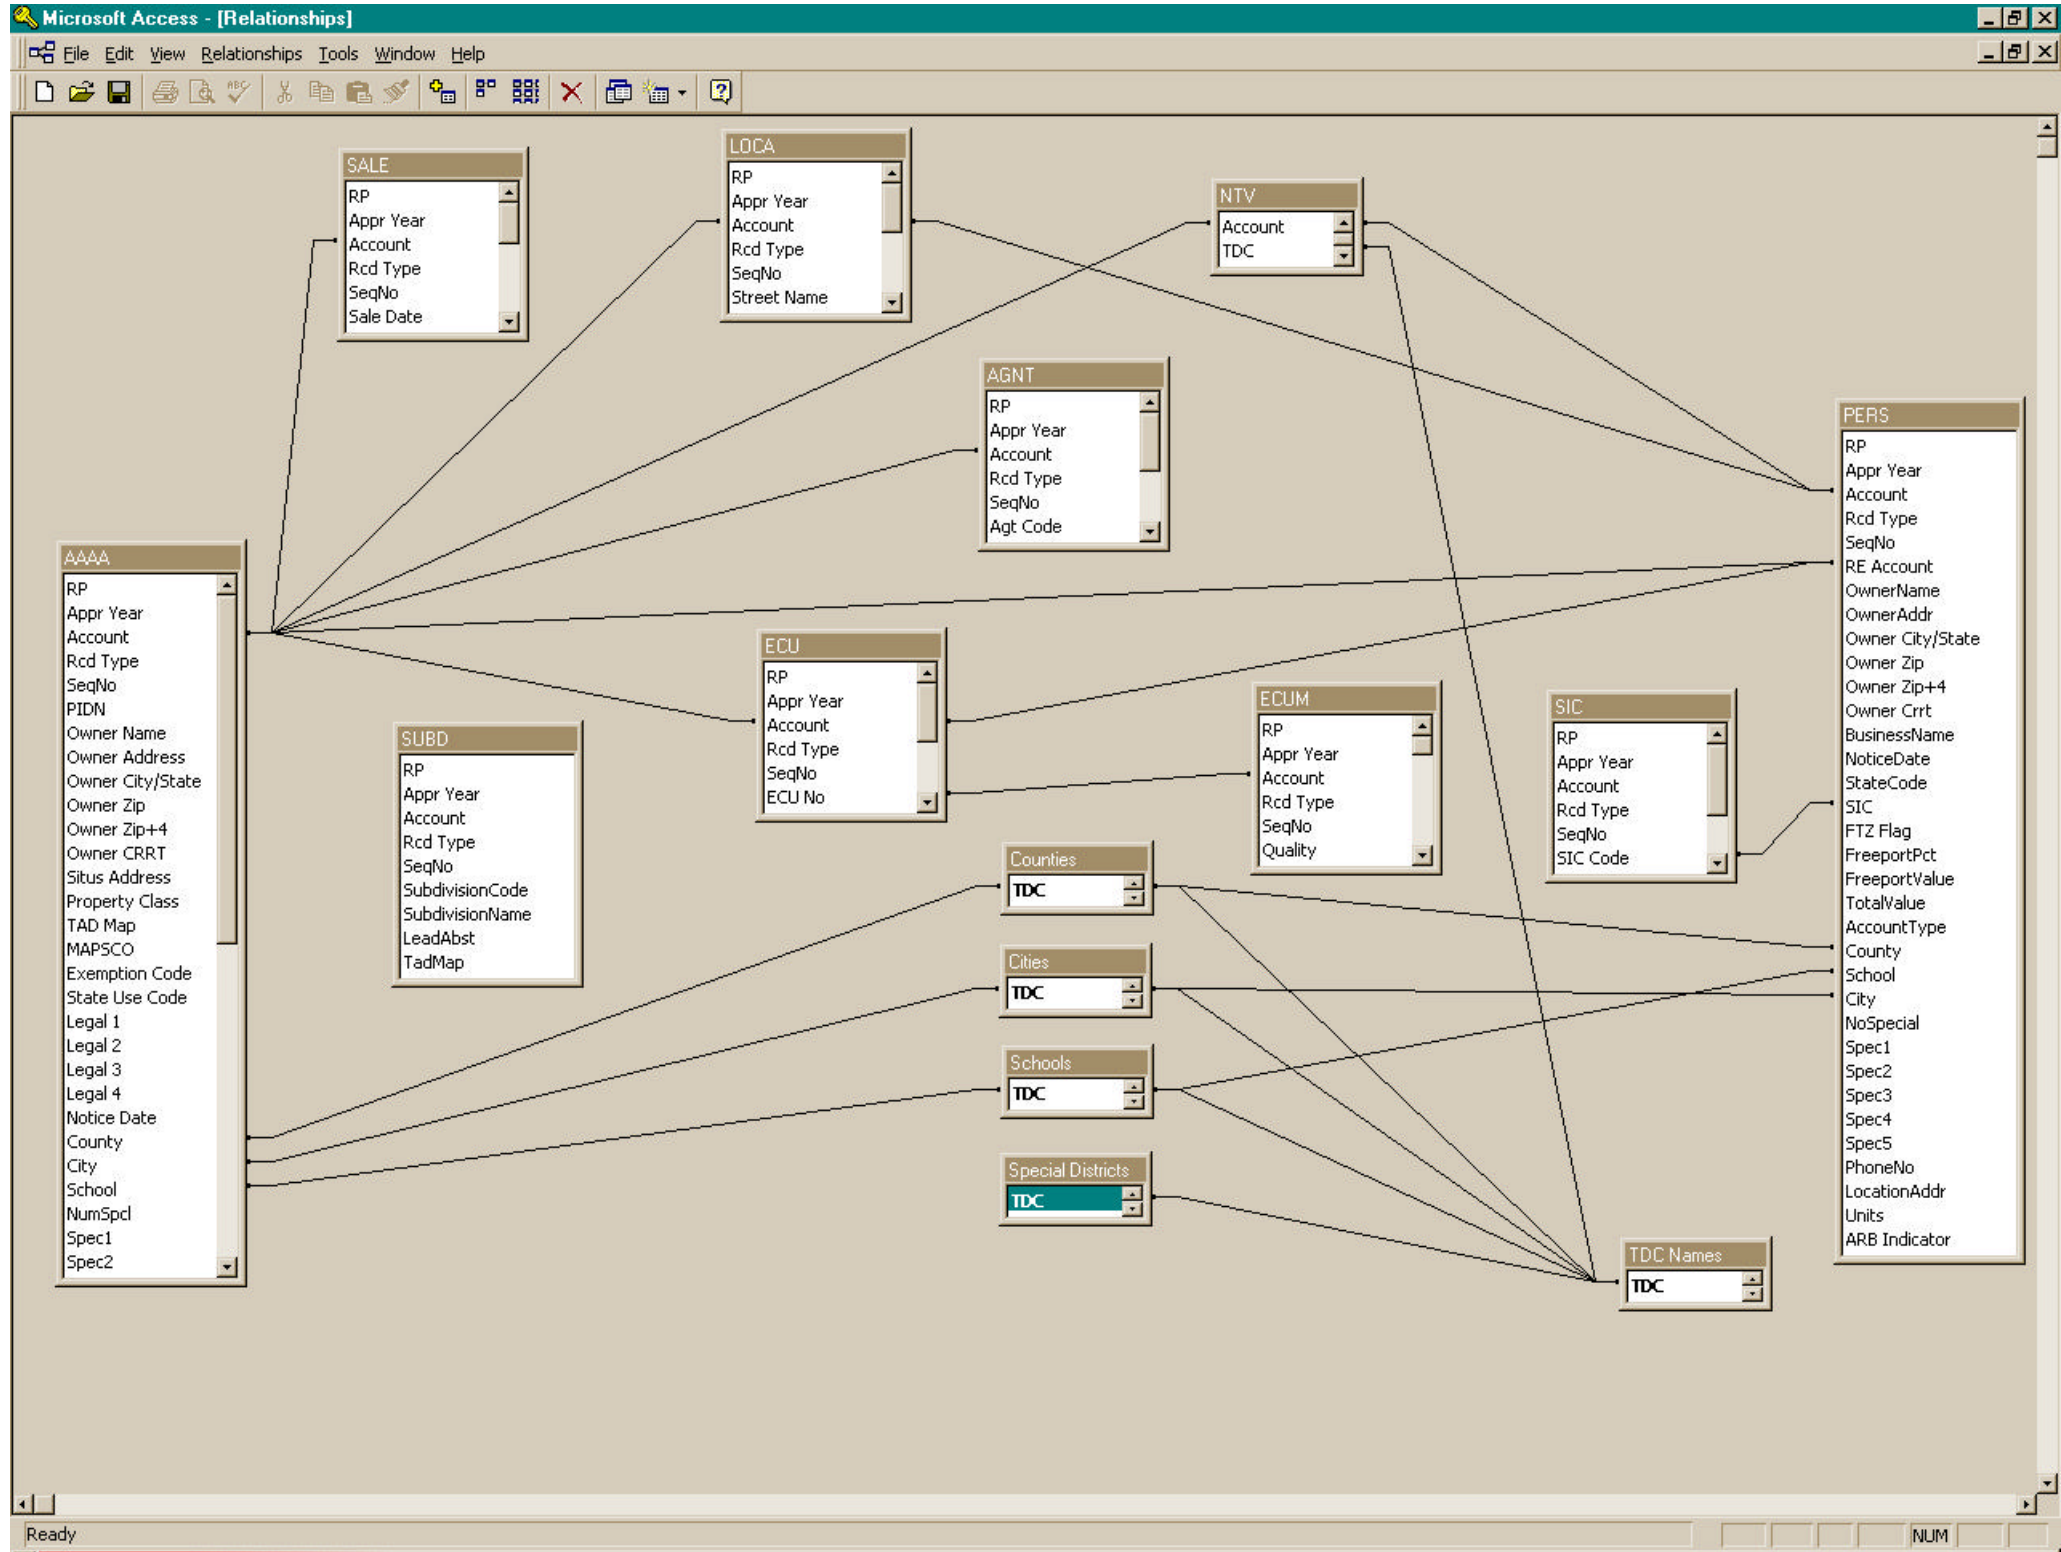 Microsoft Access - [Relationships]
File Edit View Relationships Tools Window Help
SALE
RP
Appr Year
Account
Rcd Type
SeqNo
Sale Date
LOCA
RP
Appr Year
Account
Rcd Type
SeqNo
Street Name
NTV
Account
TDC
AGNT
RP
Appr Year
Account
Rcd Type
SeqNo
Agt Code
PERS
RP
Appr Year
Account
Rcd Type
SeqNo
RE Account
OwnerName
OwnerAddr
Owner City/State
Owner Zip
Owner Zip+4
Owner Crrt
BusinessName
NoticeDate
StateCode
SIC
FTZ Flag
FreeportPct
FreeportValue
TotalValue
AccountType
County
School
City
NoSpecial
Spec1
Spec2
Spec3
Spec4
Spec5
PhoneNo
LocationAddr
Units
ARB Indicator
AAAA
RP
Appr Year
Account
Rcd Type
SeqNo
PIDN
Owner Name
Owner Address
Owner City/State
Owner Zip
Owner Zip+4
Owner CRRT
Situs Address
Property Class
TAD Map
MAPSCO
Exemption Code
State Use Code
Legal 1
Legal 2
Legal 3
Legal 4
Notice Date
County
City
School
NumSpcl
Spec1
Spec2
ECU
RP
Appr Year
Account
Rcd Type
SeqNo
ECU No
SUBD
RP
Appr Year
Account
Rcd Type
SeqNo
SubdivisionCode
SubdivisionName
LeadAbst
TadMap
ECUM
RP
Appr Year
Account
Rcd Type
SeqNo
Quality
SIC
RP
Appr Year
Account
Rcd Type
SeqNo
SIC Code
Counties
TDC
Cities
TDC
Schools
TDC
Special Districts
TDC
TDC Names
TDC
Ready
NUM